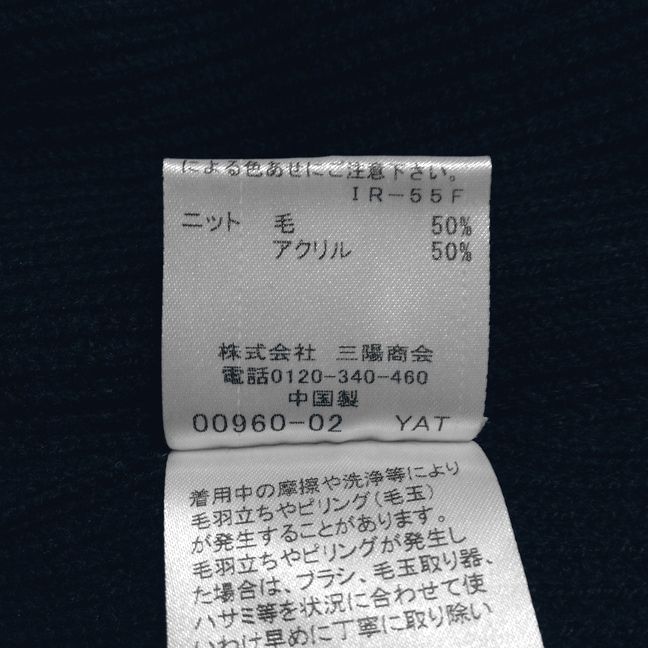 による色あせにご注意下さい。
IR-55F
ニット 毛 50%
アクリル 50%
株式会社 三陽商会
電話0120-340-460
中国製
00960-02 YAT
着用中の摩擦や洗浄等により
毛羽立ちやピリング(毛玉)
が発生することがあります。
毛羽立ちやピリングが発生し
た場合は、ブラシ、毛玉取り器、
ハサミ等を状況に合わせて使
いわけ早めに丁寧に取り除い